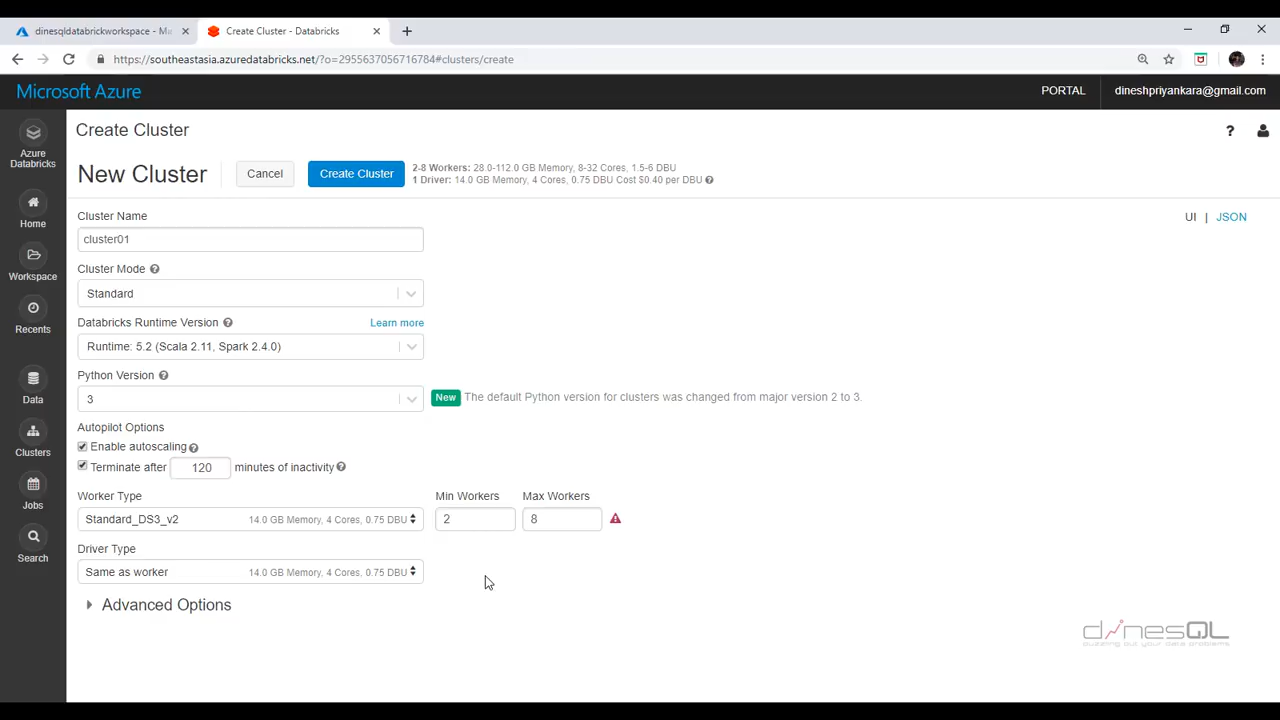 dinesqldatabrickworkspace - Mi
Create Cluster - Databricks
https://southeastasia.azuredatabricks.net/?o=2955637056716784#clusters/create
Microsoft Azure
PORTAL
dineshpriyankara@gmail.com
Azure
Databricks
Home
Workspace
Recents
Data
Clusters
Jobs
Search
Create Cluster
?
New Cluster
Cancel
Create Cluster
2-8 Workers: 28.0-112.0 GB Memory, 8-32 Cores, 1.5-6 DBU
1 Driver: 14.0 GB Memory, 4 Cores, 0.75 DBU Cost $0.40 per DBU ?
UI | JSON
Cluster Name
cluster01
Cluster Mode ?
Standard
Databricks Runtime Version ? Learn more
Runtime: 5.2 (Scala 2.11, Spark 2.4.0)
Python Version ?
3
New The default Python version for clusters was changed from major version 2 to 3.
Autopilot Options
Enable autoscaling ?
Terminate after 120 minutes of inactivity ?
Worker Type Min Workers Max Workers
Standard_DS3_v2 14.0 GB Memory, 4 Cores, 0.75 DBU 2 8
Driver Type
Same as worker 14.0 GB Memory, 4 Cores, 0.75 DBU
Advanced Options
dinesQL
buzzing out your data problems